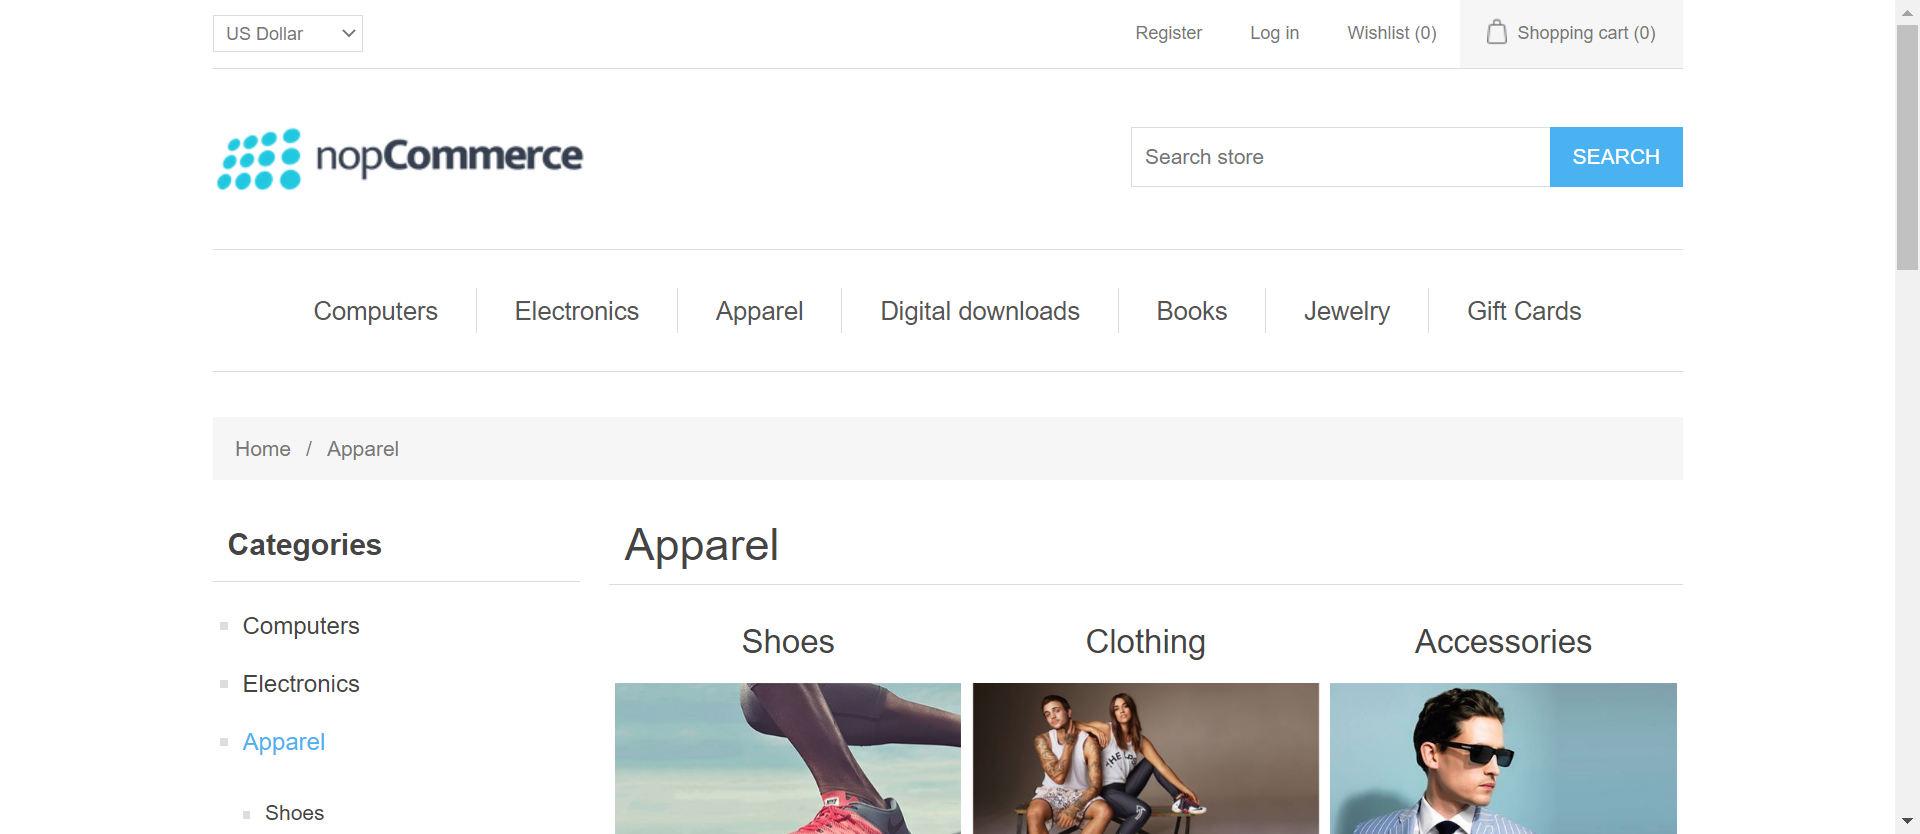 US Dollar
Register
Log in
Wishlist (0)
Shopping cart (0)
nopCommerce
Search store
SEARCH
Computers
Electronics
Apparel
Digital downloads
Books
Jewelry
Gift Cards
Home / Apparel
Categories
Computers
Electronics
Apparel
Shoes
Apparel
Shoes
Clothing
Accessories